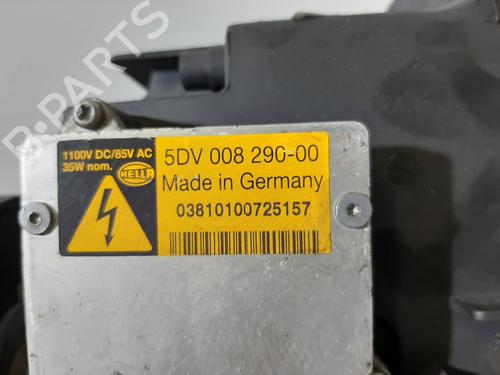 B-PARTS
1100V DC/85V AC
35W nom.
HELLA
5DV 008 290-00
Made in Germany
03810100725157